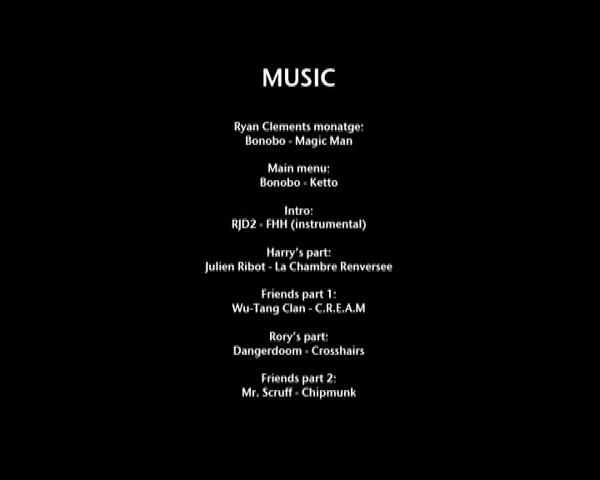 MUSIC
Ryan Clements monatge:
Bonobo - Magic Man
Main menu:
Bonobo - Ketto
Intro:
RJD2 - FHH (instrumental)
Harry's part:
Julien Ribot - La Chambre Renversee
Friends part 1:
Wu-Tang Clan - C.R.E.A.M
Rory's part:
Dangerdoom - Crosshairs
Friends part 2:
Mr. Scruff - Chipmunk